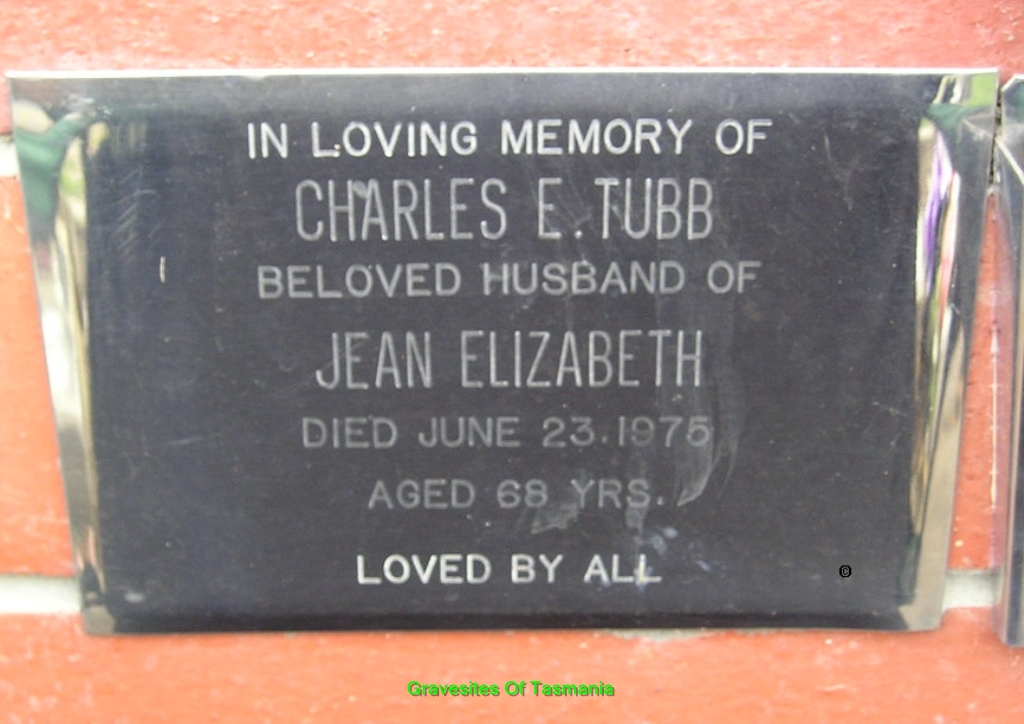 IN LOVING MEMORY OF
CHARLES E. TUBB
BELOVED HUSBAND OF
JEAN ELIZABETH
DIED JUNE 23.1975
AGED 68 YRS.
LOVED BY ALL
©
Gravesites Of Tasmania